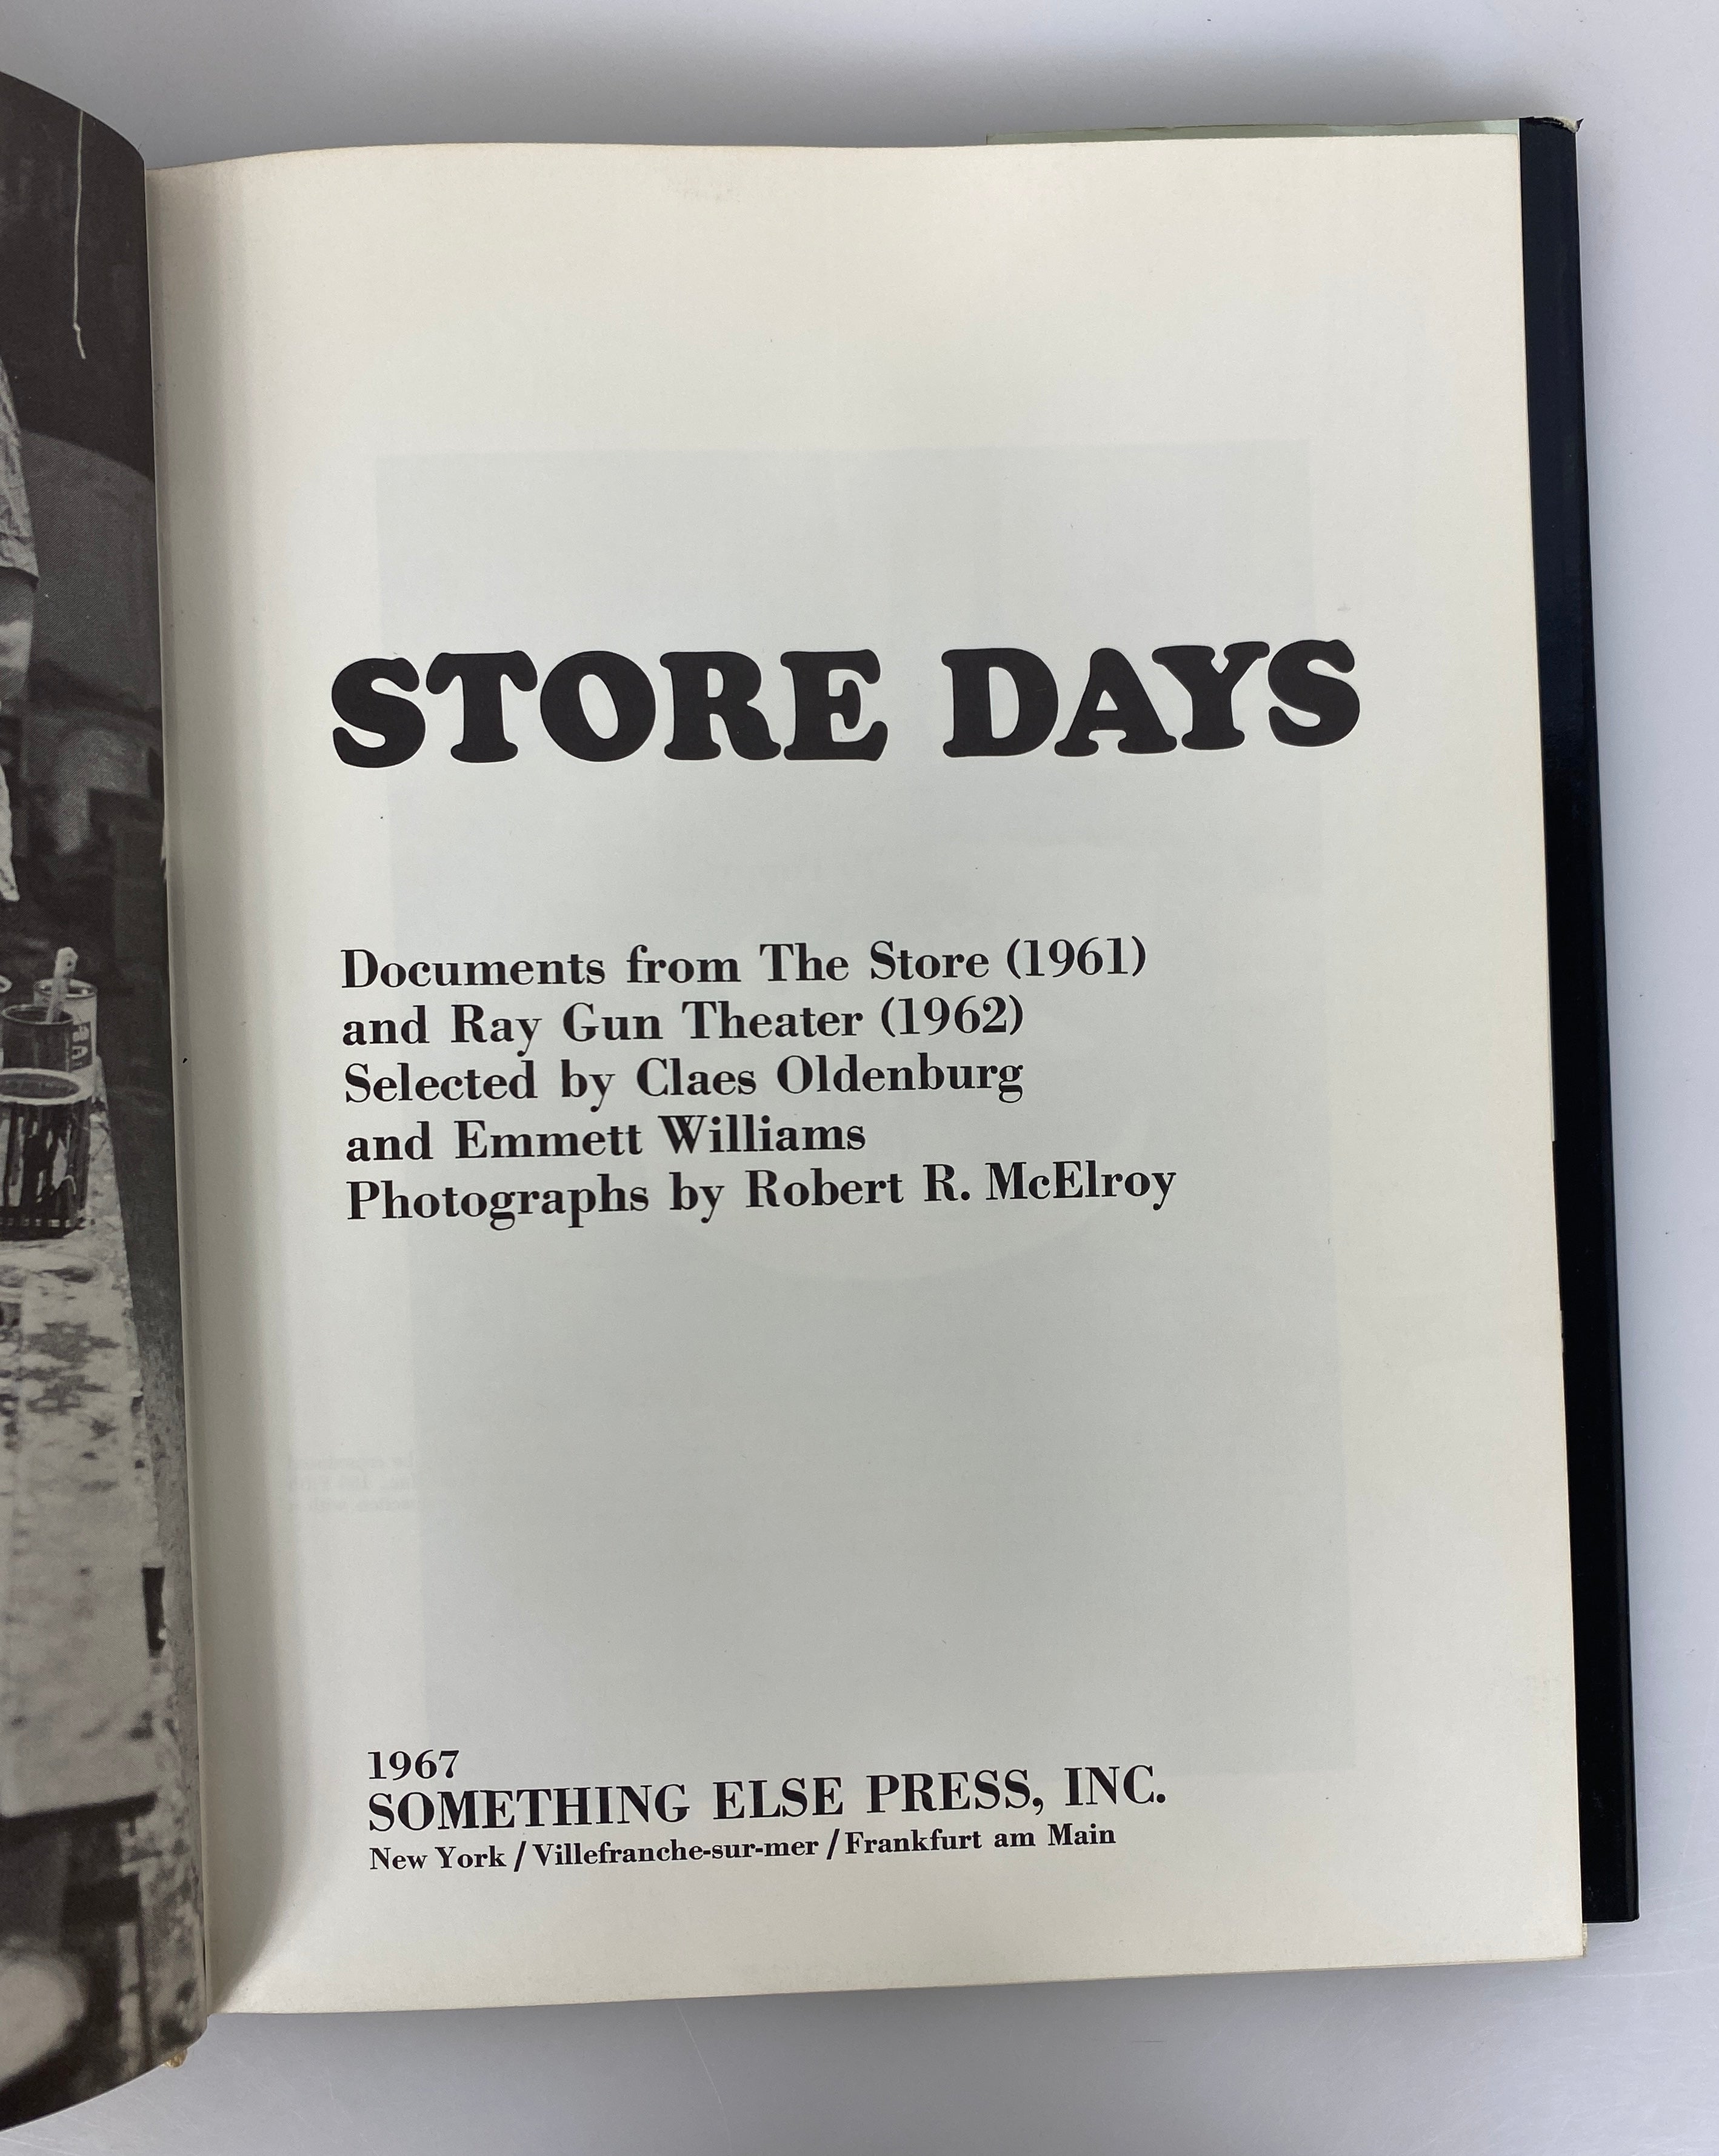 STORE DAYS
Documents from The Store (1961)
and Ray Gun Theater (1962)
Selected by Claes Oldenburg
and Emmett Williams
Photographs by Robert R. McElroy
1967
SOMETHING ELSE PRESS, INC.
New York / Villefranche-sur-mer / Frankfurt am Main